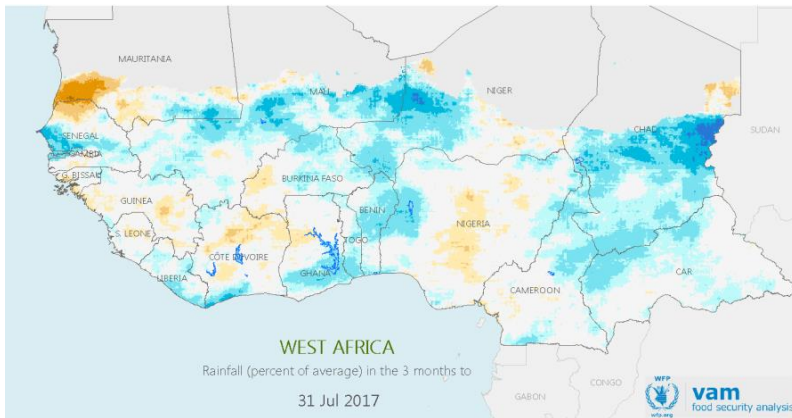 MAURITANIA
MALI
NIGER
CHAD
SUDAN
SENEGAL
GAMBIA
G. BISSAU
GUINEA
BURKINA FASO
BENIN
NIGERIA
S. LEONE
CÔTE D'IVOIRE
TOGO
LIBERIA
GHANA
CAMEROON
CAR
GABON
CONGO
WEST AFRICA
Rainfall (percent of average) in the 3 months to
31 Jul 2017
WFP
wfp.org
vam
food security analysis